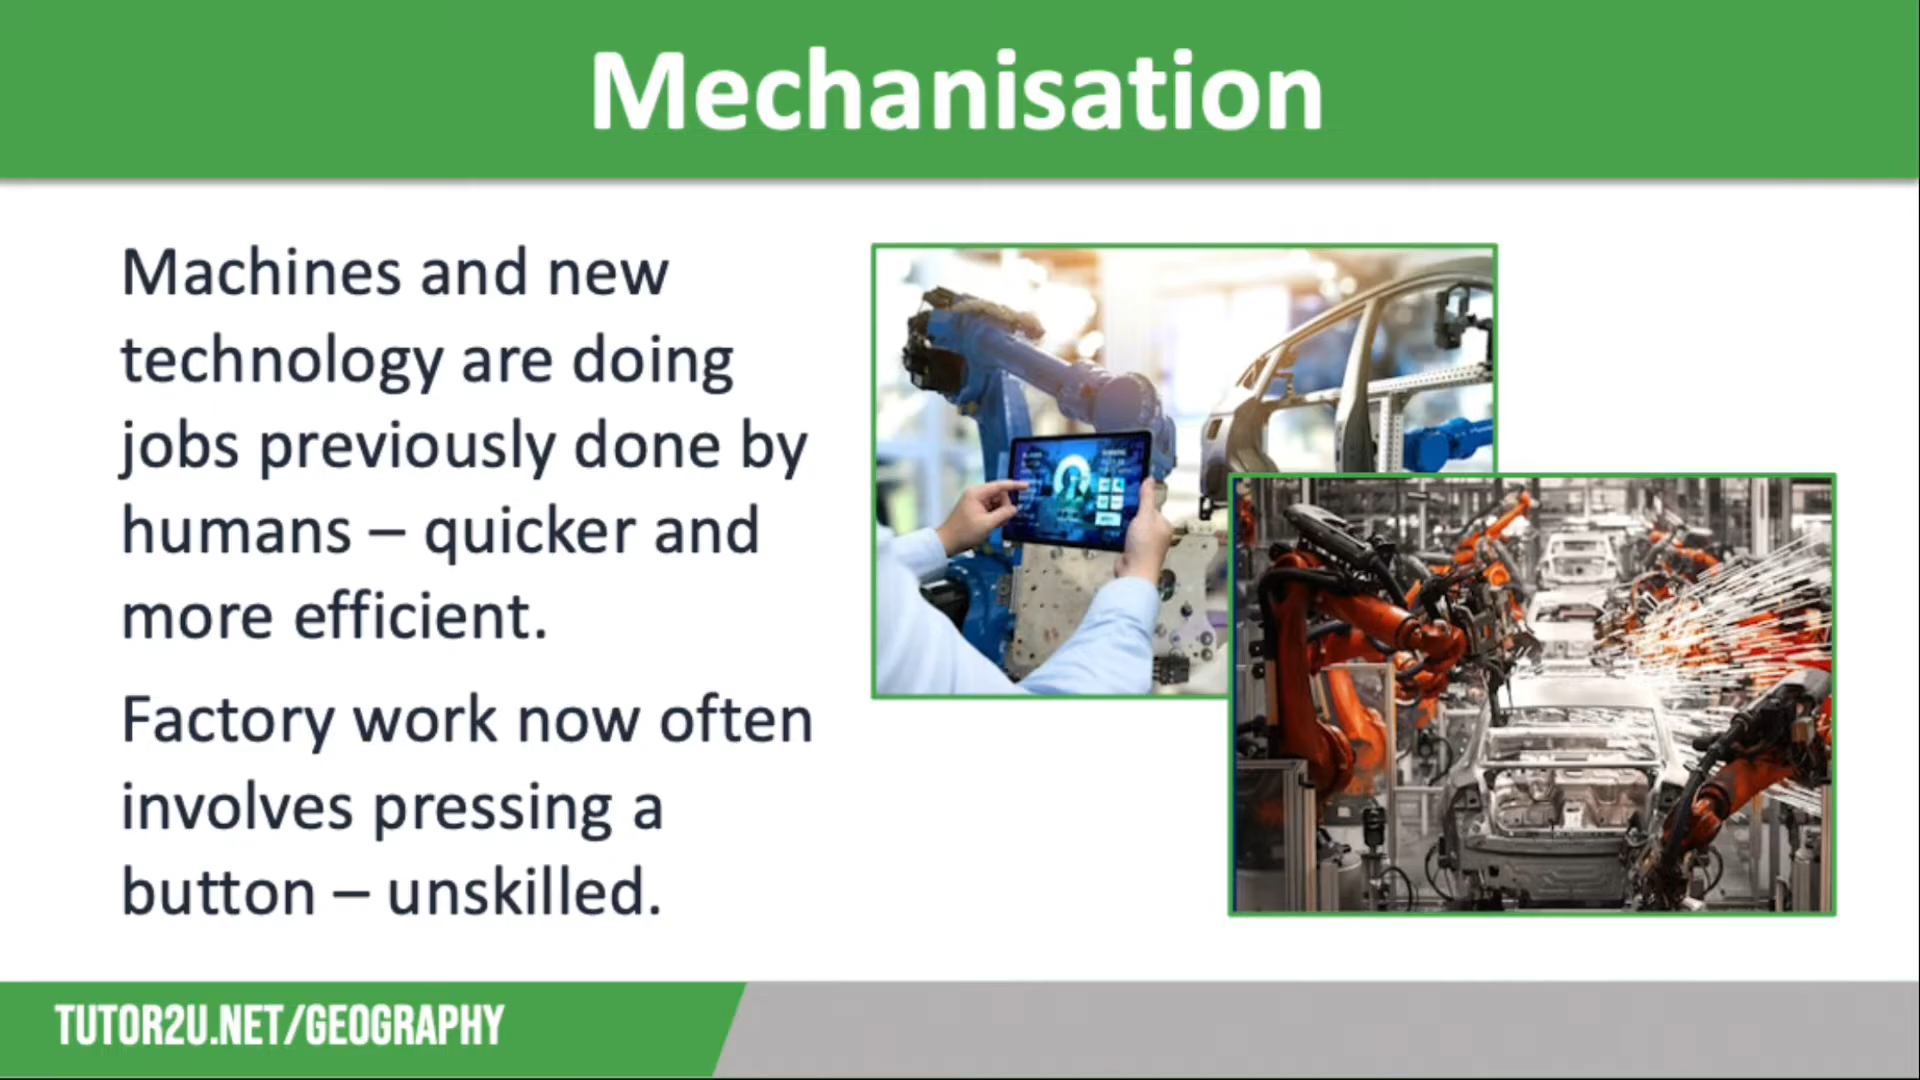 Mechanisation
Machines and new
technology are doing
jobs previously done by
humans – quicker and
more efficient.
Factory work now often
involves pressing a
button – unskilled.
TUTOR2U.NET/GEOGRAPHY